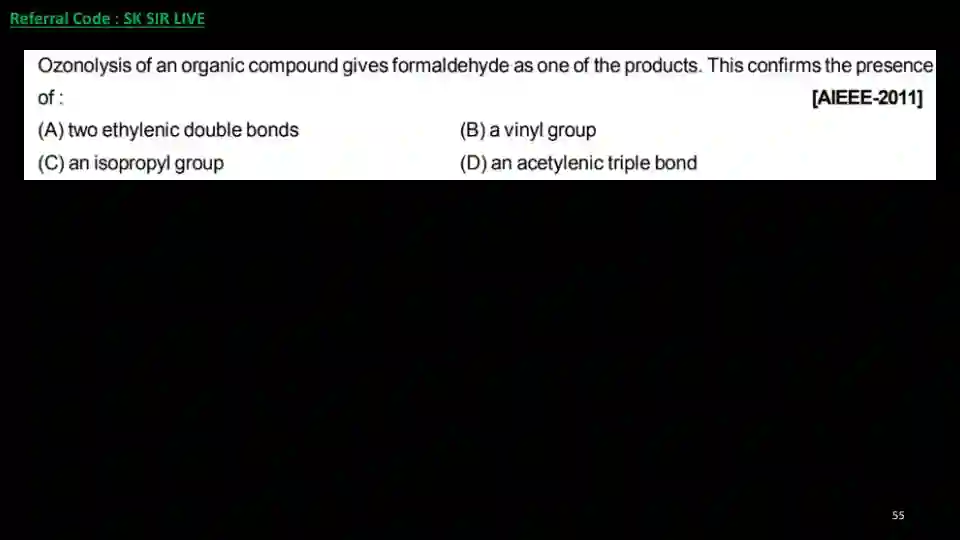 Referral Code : SK SIR LIVE
Ozonolysis of an organic compound gives formaldehyde as one of the products. This confirms the presence
of : [AIEEE-2011]
(A) two ethylenic double bonds (B) a vinyl group
(C) an isopropyl group (D) an acetylenic triple bond
55